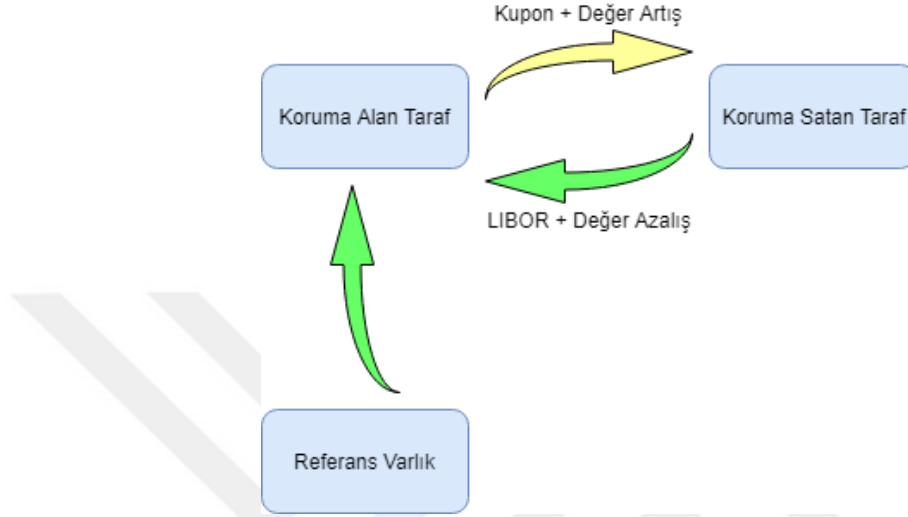 Kupon + Değer Artış
Koruma Alan Taraf
Koruma Satan Taraf
LIBOR + Değer Azalış
Referans Varlık